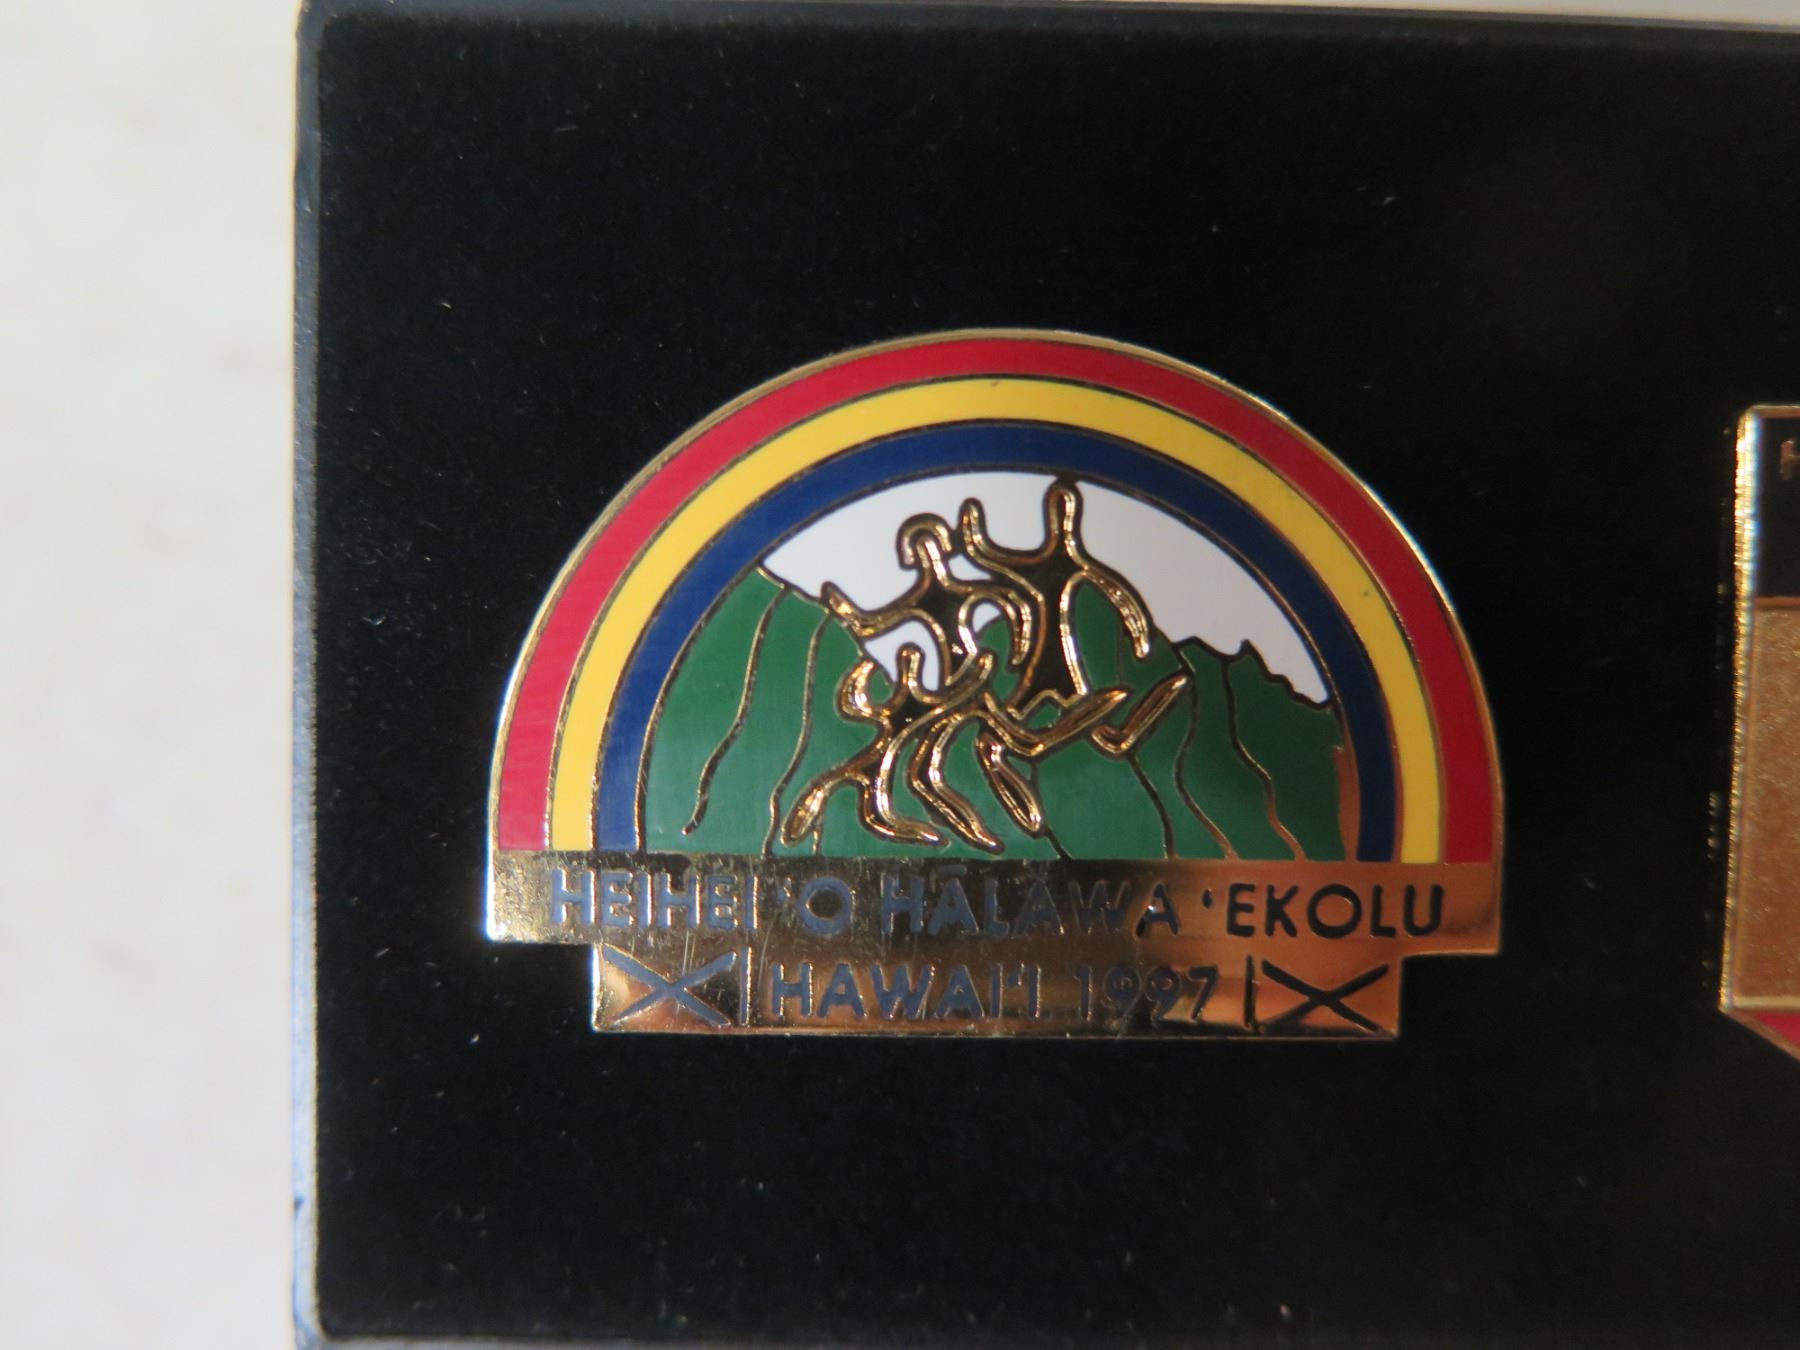 HEIHEI 'O HĀLAWA 'EKOLU
HAWAI'I 1997